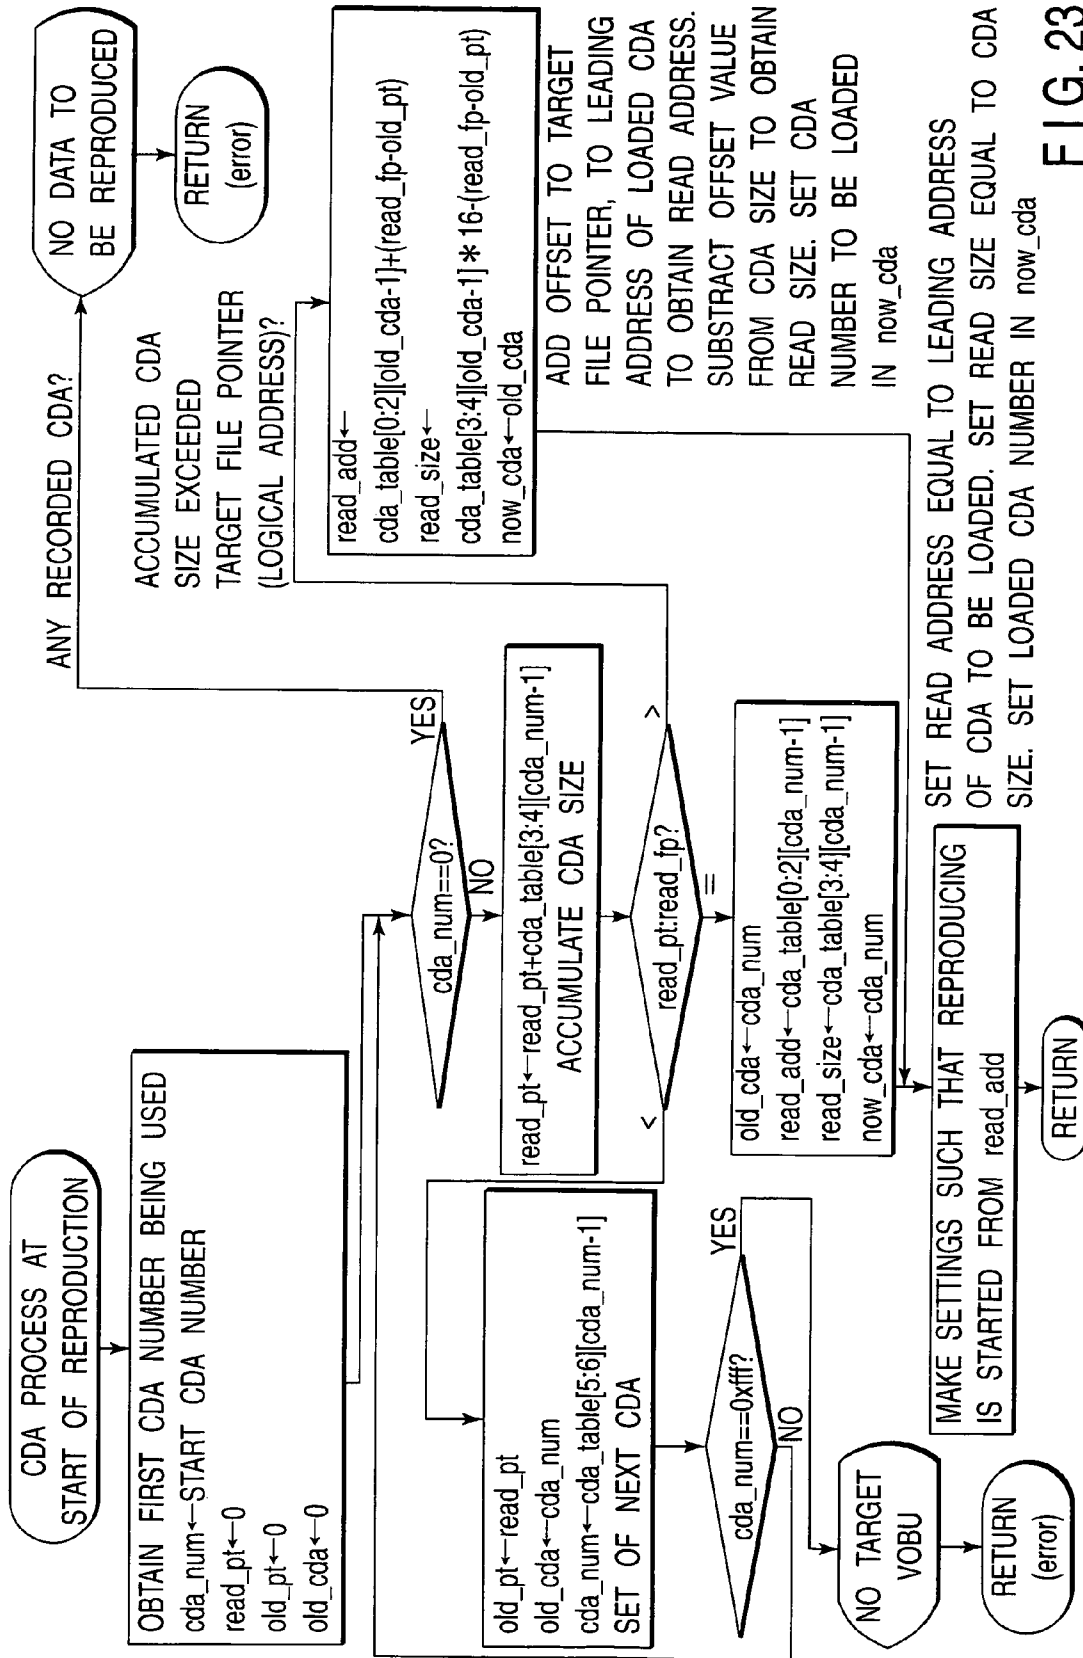 CDA PROCESS AT
START OF REPRODUCTION
OBTAIN FIRST CDA NUMBER BEING USED
cda_num←START CDA NUMBER
read_pt←0
old_pt←0
old_cda←0
cda_num==0?
YES
NO
ANY RECORDED CDA?
NO DATA TO
BE REPRODUCED
RETURN
(error)
read_pt←read_pt+cda_table[3:4][cda_num-1]
ACCUMULATE CDA SIZE
read_pt:read_fp?
<
=
>
ACCUMULATED CDA
SIZE EXCEEDED
TARGET FILE POINTER
(LOGICAL ADDRESS)?
read_add←
cda_table[0:2][old_cda-1]+(read_fp-old_pt)
read_size←
cda_table[3:4][old_cda-1]*16-(read_fp-old_pt)
now_cda←old_cda
ADD OFFSET TO TARGET
FILE POINTER, TO LEADING
ADDRESS OF LOADED CDA
TO OBTAIN READ ADDRESS.
SUBSTRACT OFFSET VALUE
FROM CDA SIZE TO OBTAIN
READ SIZE. SET CDA
NUMBER TO BE LOADED
IN now_cda
old_pt←read_pt
old_cda←cda_num
cda_num←cda_table[5:6][cda_num-1]
SET OF NEXT CDA
cda_num==0xfff?
YES
NO
NO TARGET
VOBU
RETURN
(error)
old_cda←cda_num
read_add←cda_table[0:2][cda_num-1]
read_size←cda_table[3:4][cda_num-1]
now_cda←cda_num
SET READ ADDRESS EQUAL TO LEADING ADDRESS
OF CDA TO BE LOADED. SET READ SIZE EQUAL TO CDA
SIZE. SET LOADED CDA NUMBER IN now_cda
MAKE SETTINGS SUCH THAT REPRODUCING
IS STARTED FROM read_add
RETURN
FIG. 23